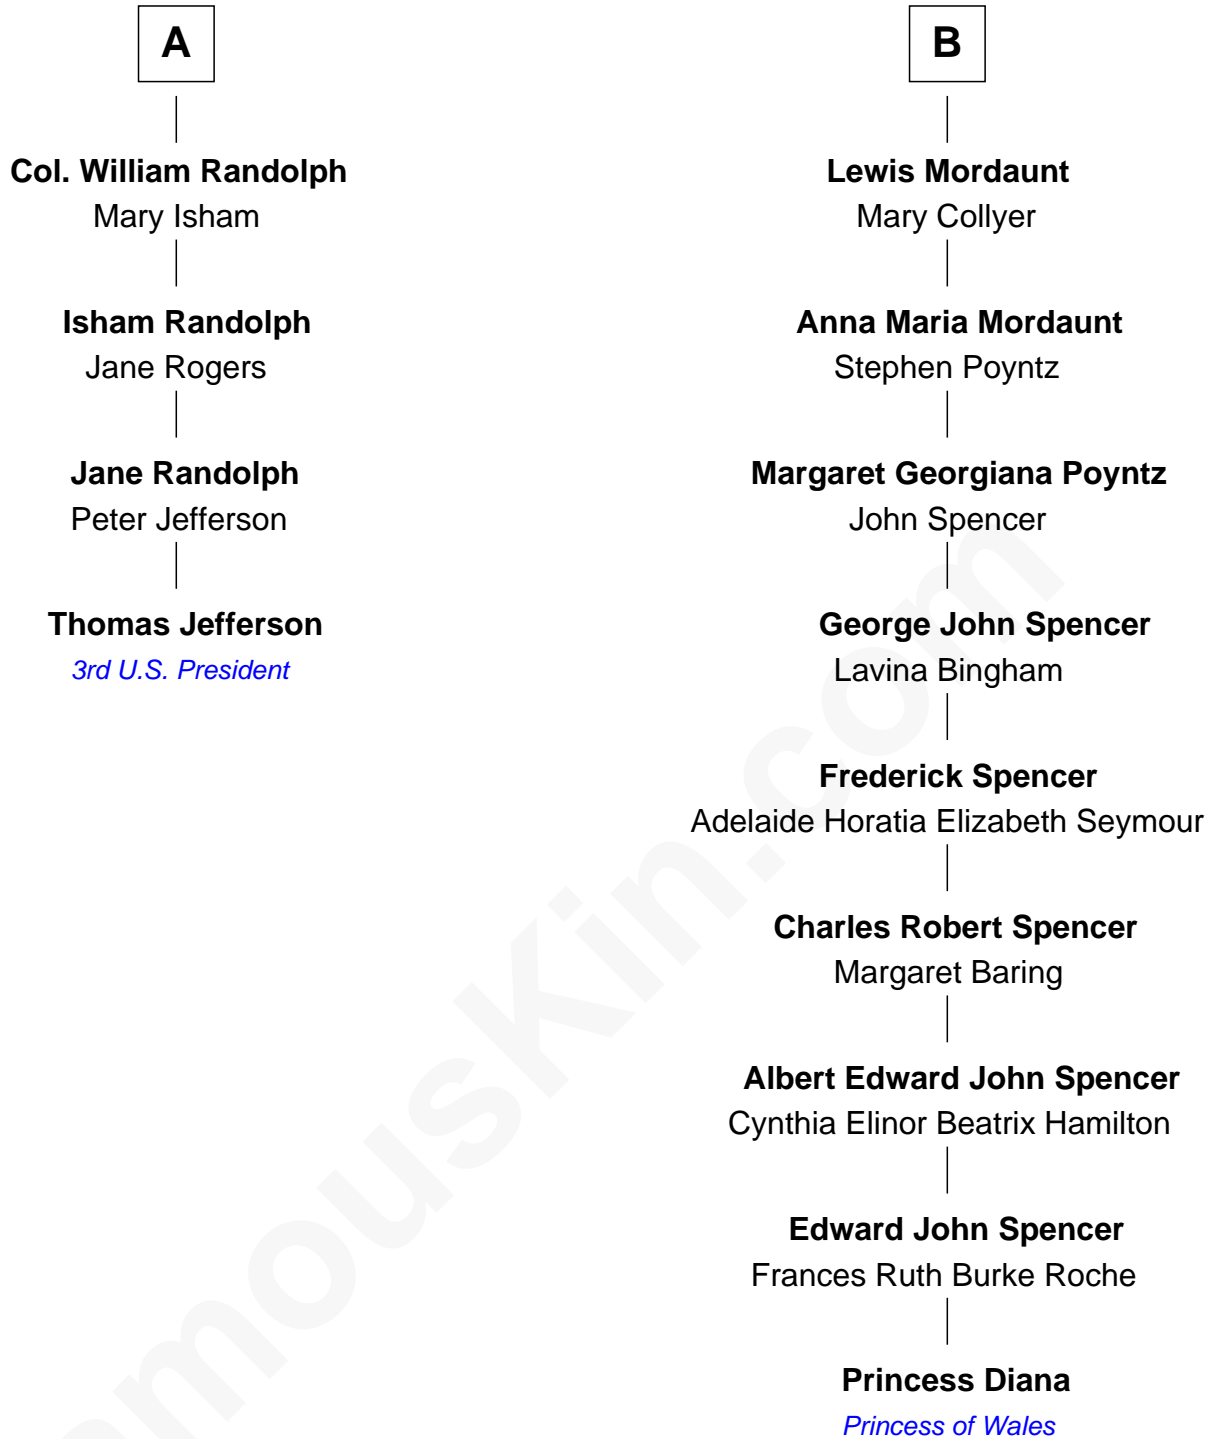 A
Col. William Randolph
Mary Isham
Isham Randolph
Jane Rogers
Jane Randolph
Peter Jefferson
Thomas Jefferson
3rd U.S. President
B
Lewis Mordaunt
Mary Collyer
Anna Maria Mordaunt
Stephen Poyntz
Margaret Georgiana Poyntz
John Spencer
George John Spencer
Lavina Bingham
Frederick Spencer
Adelaide Horatia Elizabeth Seymour
Charles Robert Spencer
Margaret Baring
Albert Edward John Spencer
Cynthia Elinor Beatrix Hamilton
Edward John Spencer
Frances Ruth Burke Roche
Princess Diana
Princess of Wales
amousKin.com